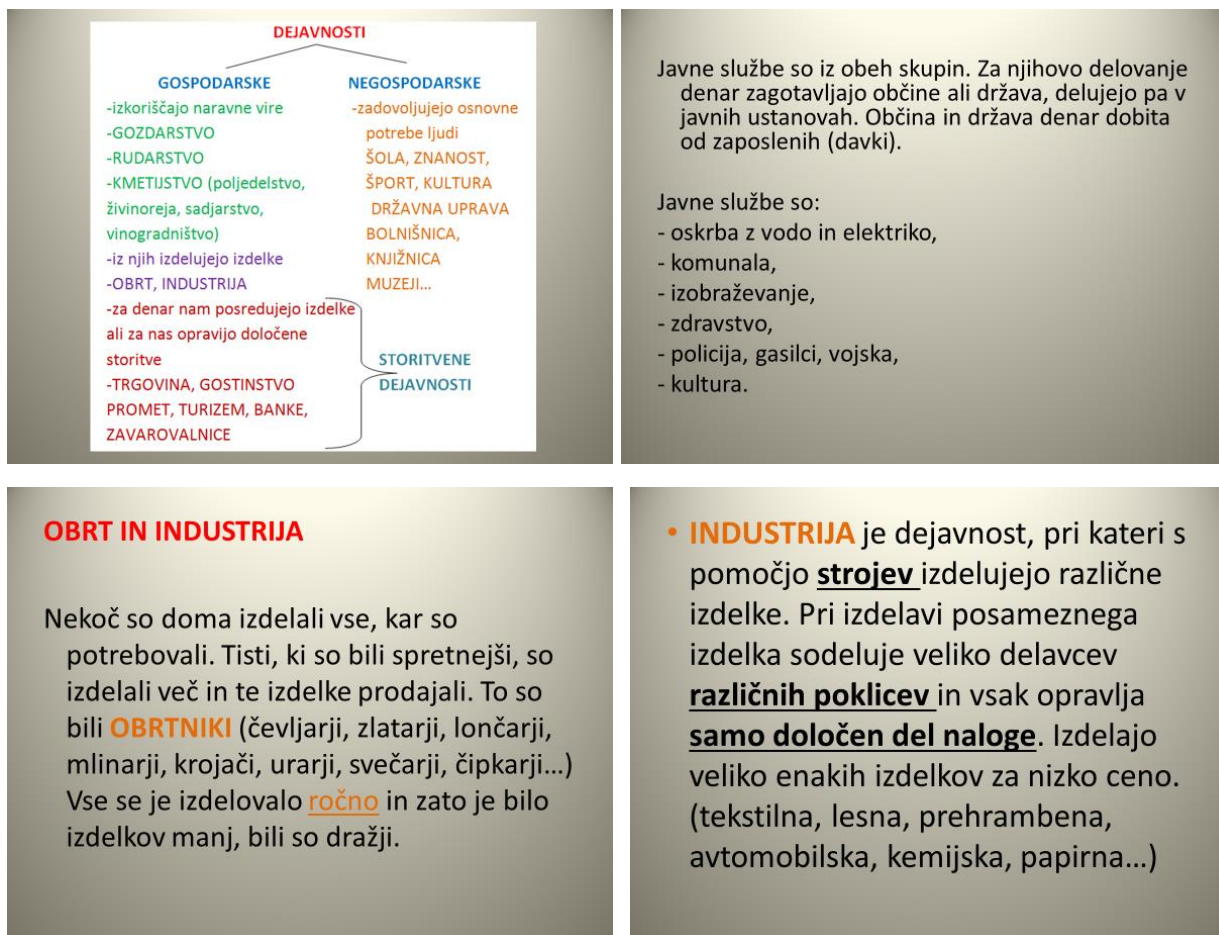 DEJAVNOSTI
GOSPODARSKE
-izkoriščajo naravne vire
-GOZDARSTVO
-RUDARSTVO
-KMETIJSTVO (poljedelstvo,
živinoreja, sadjarstvo,
vinogradništvo)
-iz njih izdelujejo izdelke
-OBRT, INDUSTRIJA
-za denar nam posredujejo izdelke
ali za nas opravijo določene
storitve
-TRGOVINA, GOSTINSTVO
PROMET, TURIZEM, BANKE,
ZAVAROVALNICE
NEGOSPODARSKE
-zadovoljujejo osnovne
potrebe ljudi
ŠOLA, ZNANOST,
ŠPORT, KULTURA
DRŽAVNA UPRAVA
BOLNIŠNICA,
KNJIŽNICA
MUZEJI...
STORITVENE
DEJAVNOSTI
Javne službe so iz obeh skupin. Za njihovo delovanje
denar zagotavljajo občine ali država, delujejo pa v
javnih ustanovah. Občina in država denar dobita
od zaposlenih (davki).
Javne službe so:
- oskrba z vodo in elektriko,
- komunala,
- izobraževanje,
- zdravstvo,
- policija, gasilci, vojska,
- kultura.
OBRT IN INDUSTRIJA
Nekoč so doma izdelali vse, kar so
potrebovali. Tisti, ki so bili spretnejši, so
izdelali več in te izdelke prodajali. To so
bili OBRTNIKI (čevljarji, zlatarji, lončarji,
mlinarji, krojači, urarji, svečarji, čipkarji…)
Vse se je izdelovalo ročno in zato je bilo
izdelkov manj, bili so dražji.
• INDUSTRIJA je dejavnost, pri kateri s
pomočjo strojev izdelujejo različne
izdelke. Pri izdelavi posameznega
izdelka sodeluje veliko delavcev
različnih poklicev in vsak opravlja
samo določen del naloge. Izdelajo
veliko enakih izdelkov za nizko ceno.
(tekstilna, lesna, prehrambena,
avtomobilska, kemijska, papirna…)